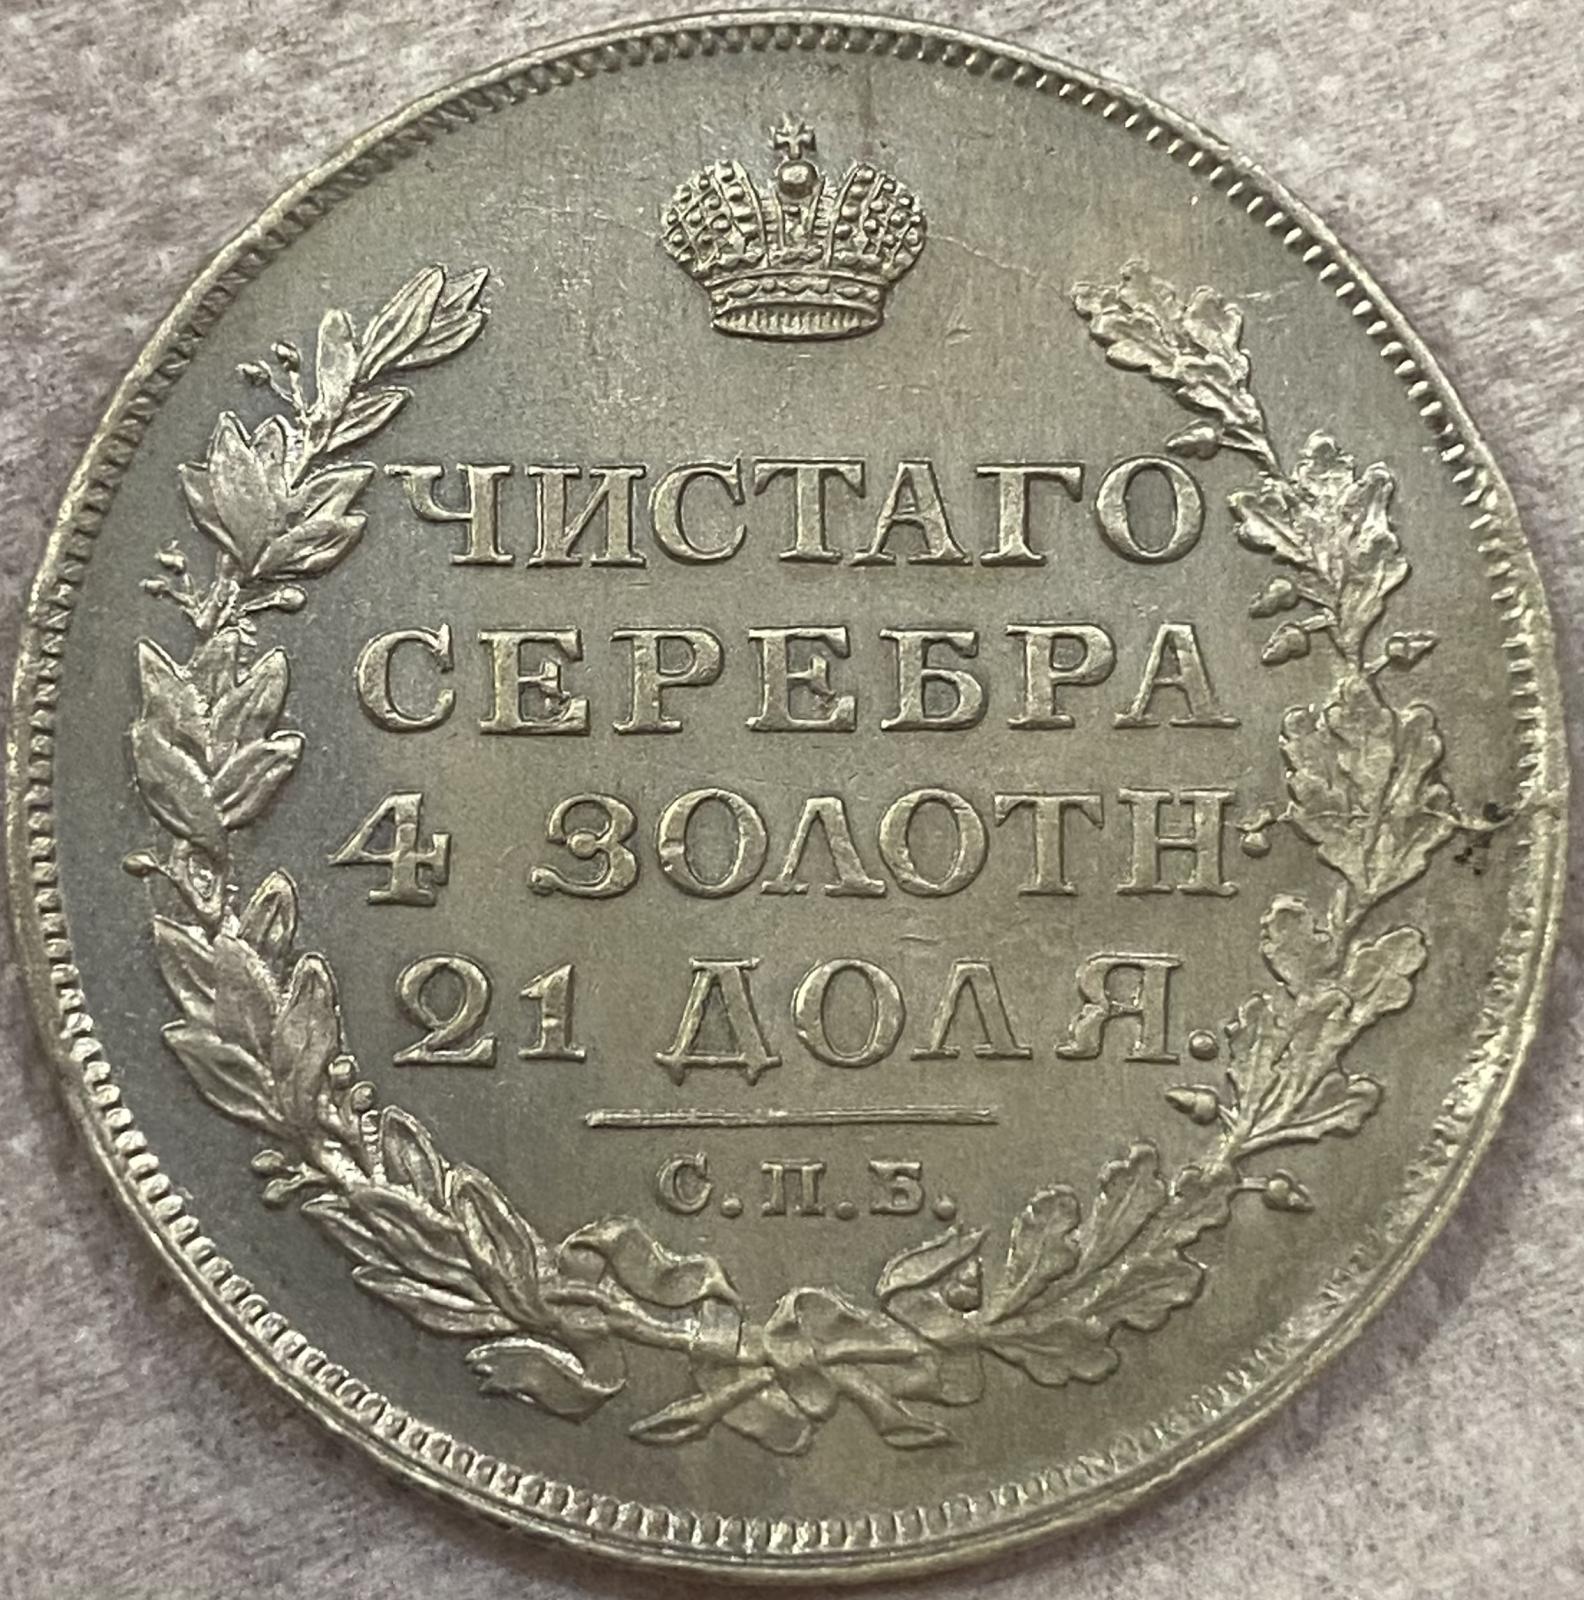 ЧИСТАГО
СЕРЕБРА
4 ЗОЛОТН.
21 ДОЛЯ.
С.П.Б.